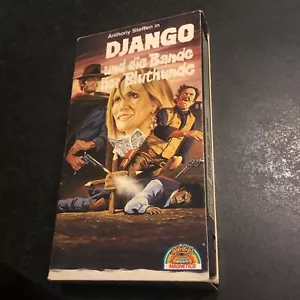 Anthony Steffen in
DJANGO
und die Bande
der Bluthunde